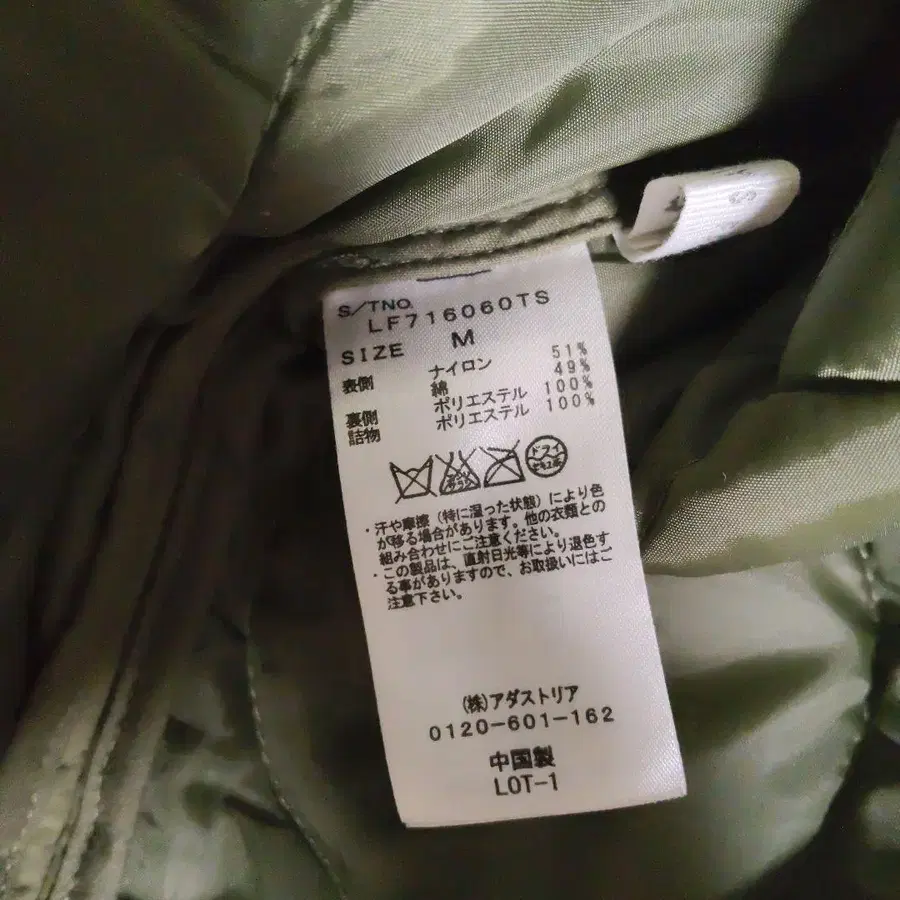 S/TNO.
LF716060TS
SIZE M
表側 ナイロン 51%
綿 49%
裏側 ポリエステル 100%
詰物 ポリエステル 100%
ドライ
・汗や摩擦(特に湿った状態)により色
が移る場合があります。他の衣類との
組み合わせにご注意ください。
・この製品は、直射日光等により退色す
る事がありますので、お取扱いにはご
注意下さい。
(株)アダストリア
0120-601-162
中国製
LOT-1